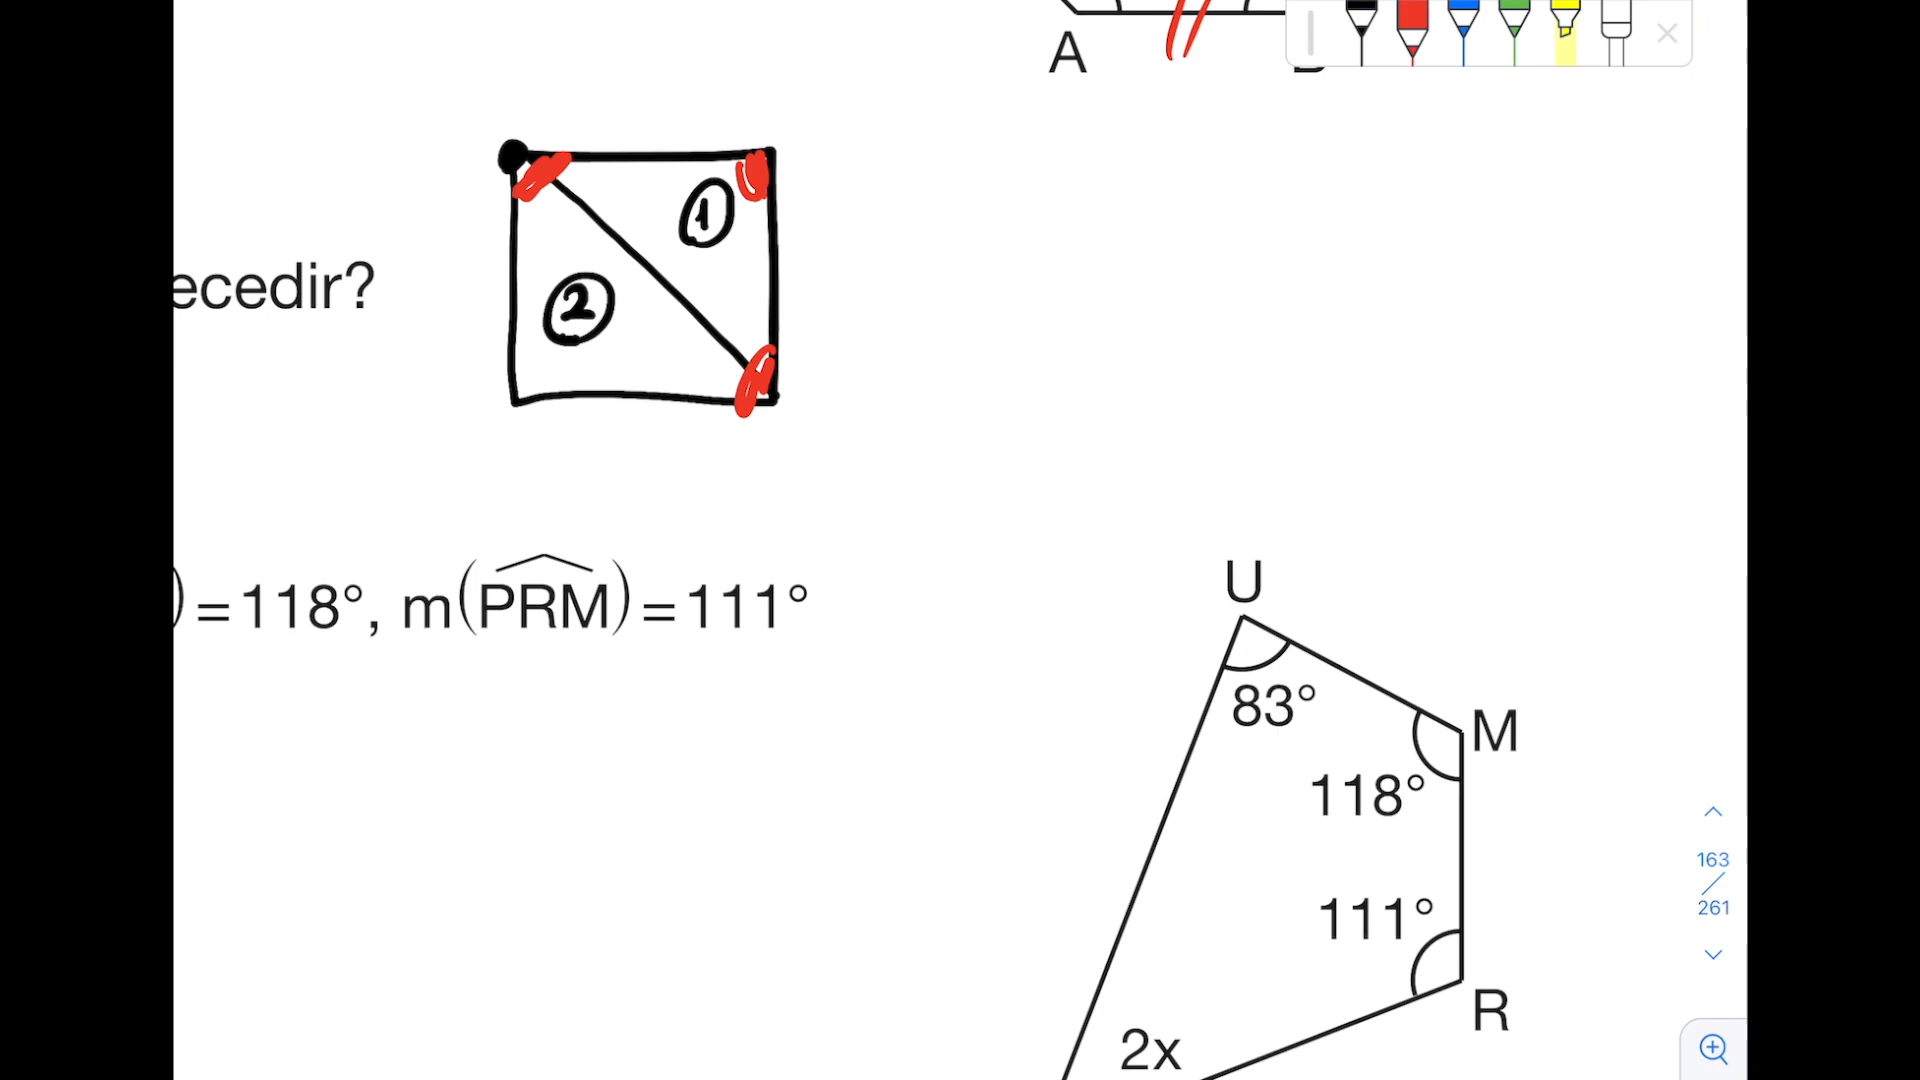 A
1
ecedir?
2
) = 118°, m(PRM) = 111°
U
83°
M
118°
163
261
111°
R
2x